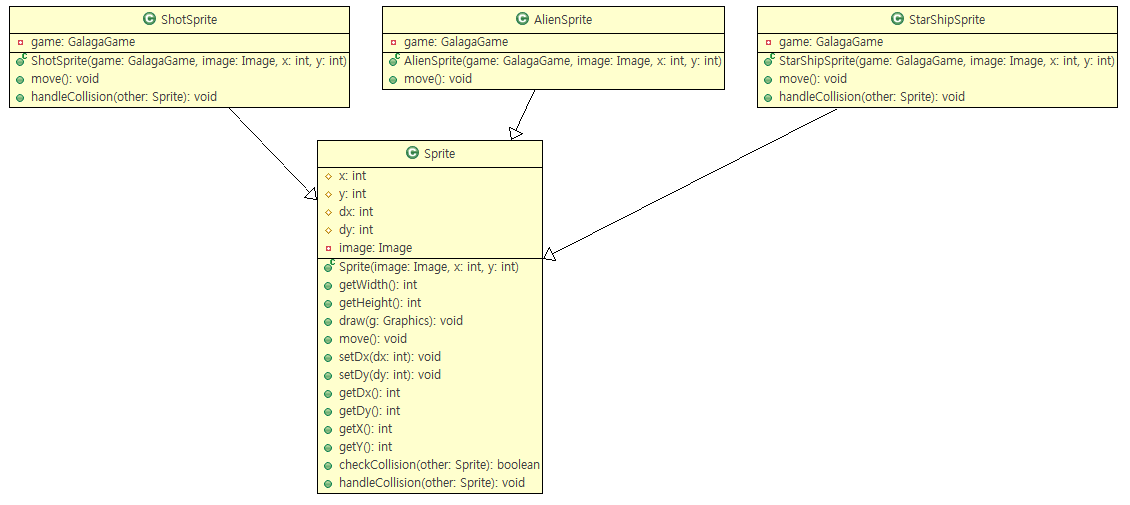 ShotSprite
game: GalagaGame
ShotSprite(game: GalagaGame, image: Image, x: int, y: int)
move(): void
handleCollision(other: Sprite): void
AlienSprite
game: GalagaGame
AlienSprite(game: GalagaGame, image: Image, x: int, y: int)
move(): void
StarShipSprite
game: GalagaGame
StarShipSprite(game: GalagaGame, image: Image, x: int, y: int)
move(): void
handleCollision(other: Sprite): void
Sprite
x: int
y: int
dx: int
dy: int
image: Image
Sprite(image: Image, x: int, y: int)
getWidth(): int
getHeight(): int
draw(g: Graphics): void
move(): void
setDx(dx: int): void
setDy(dy: int): void
getDx(): int
getDy(): int
getX(): int
getY(): int
checkCollision(other: Sprite): boolean
handleCollision(other: Sprite): void